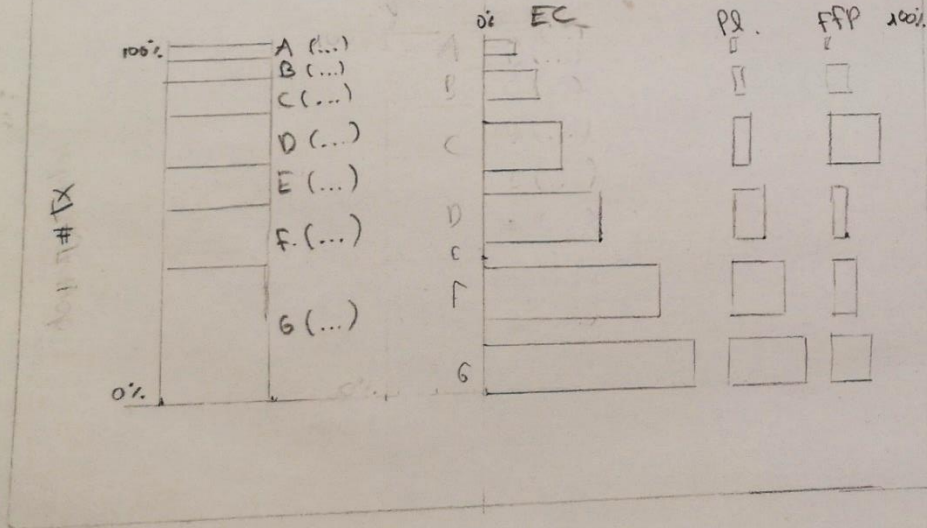 0% EC Pl. FFP 100%
100% A (...)
B (...)
C (...)
D (...)
E (...)
F. (...)
G (...)
0%
# TX
A
B
C
D
E
F
G